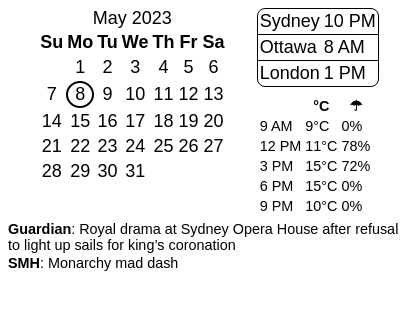 May 2023
Su Mo Tu We Th Fr Sa
1 2 3 4 5 6
7 8 9 10 11 12 13
14 15 16 17 18 19 20
21 22 23 24 25 26 27
28 29 30 31
Sydney 10 PM
Ottawa 8 AM
London 1 PM
°C ☂
9 AM 9°C 0%
12 PM 11°C 78%
3 PM 15°C 72%
6 PM 15°C 0%
9 PM 10°C 0%
Guardian: Royal drama at Sydney Opera House after refusal
to light up sails for king’s coronation
SMH: Monarchy mad dash